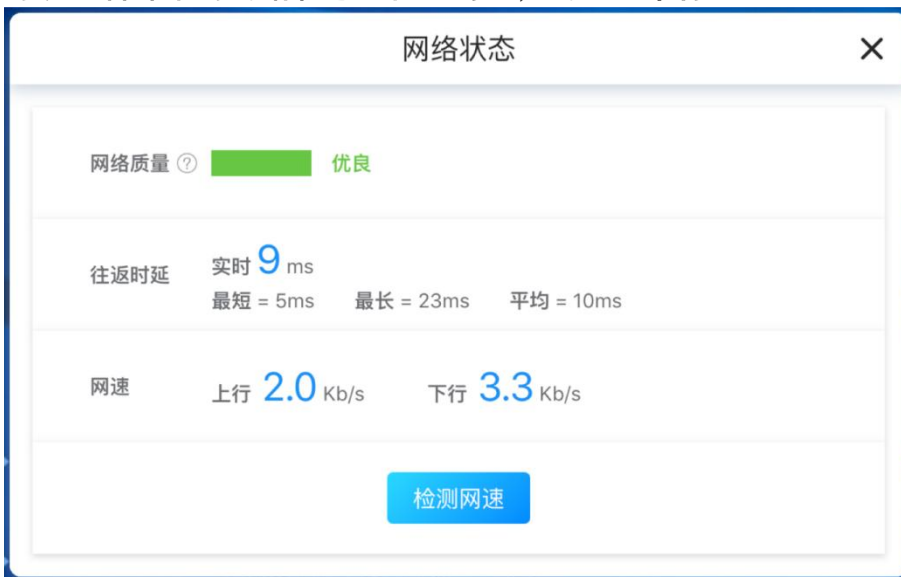 网络状态
网络质量 ? 优良
往返时延
实时 9 ms
最短 = 5ms 最长 = 23ms 平均 = 10ms
网速 上行 2.0 Kb/s 下行 3.3 Kb/s
检测网速